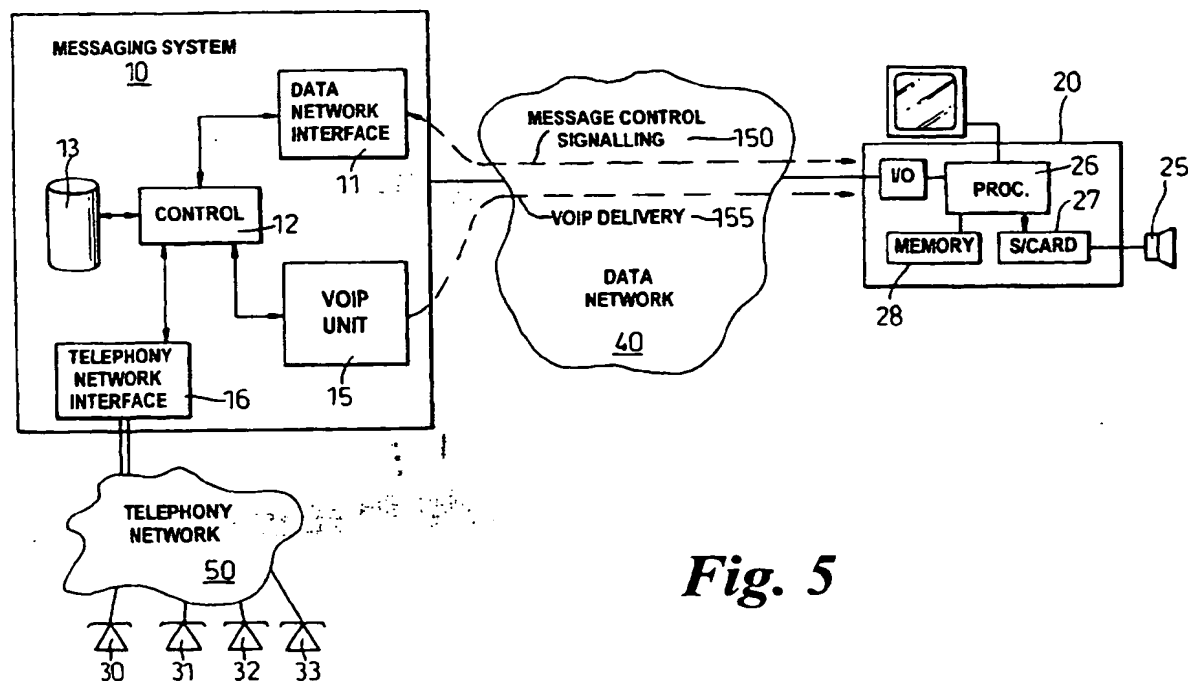 MESSAGING SYSTEM
10
DATA
NETWORK
INTERFACE
11
13
CONTROL
12
VOIP
UNIT
15
TELEPHONY
NETWORK
INTERFACE
16
TELEPHONY
NETWORK
50
30
31
32
33
MESSAGE CONTROL
SIGNALLING
150
VOIP DELIVERY
155
DATA
NETWORK
40
20
I/O
PROC.
26
27
25
MEMORY
S/CARD
28
Fig. 5